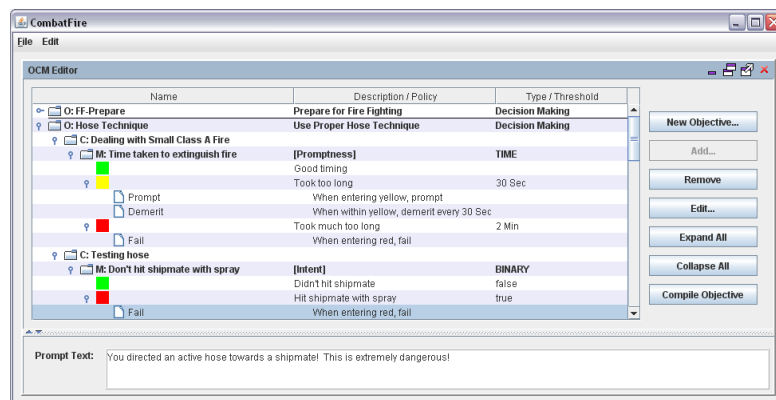 CombatFire
File Edit
OCM Editor
Name Description / Policy Type / Threshold
O: FF-Prepare Prepare for Fire Fighting Decision Making
O: Hose Technique Use Proper Hose Technique Decision Making
C: Dealing with Small Class A Fire
M: Time taken to extinguish fire [Promptness] TIME
Good timing
Took too long 30 Sec
Prompt When entering yellow, prompt
Demerit When within yellow, demerit every 30 Sec
Took much too long 2 Min
Fail When entering red, fail
C: Testing hose
M: Don't hit shipmate with spray [Intent] BINARY
Didn't hit shipmate false
Hit shipmate with spray true
Fail When entering red, fail
New Objective...
Add...
Remove
Edit...
Expand All
Collapse All
Compile Objective
Prompt Text: You directed an active hose towards a shipmate! This is extremely dangerous!